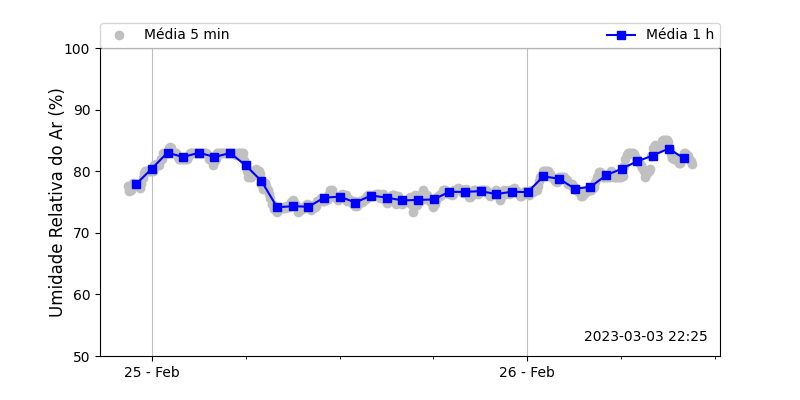 Média 5 min
Média 1 h
Umidade Relativa do Ar (%)
100
90
80
70
60
50
2023-03-03 22:25
25 - Feb
26 - Feb